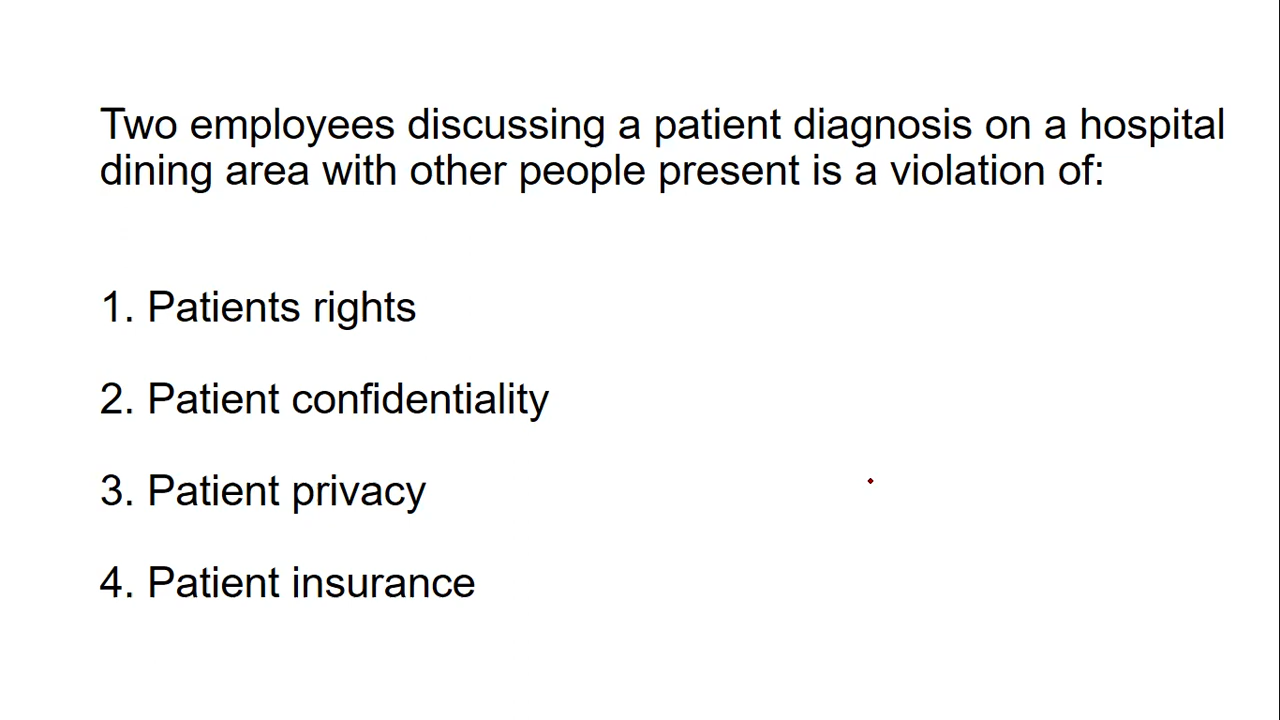 Two employees discussing a patient diagnosis on a hospital
dining area with other people present is a violation of:
1. Patients rights
2. Patient confidentiality
3. Patient privacy
4. Patient insurance